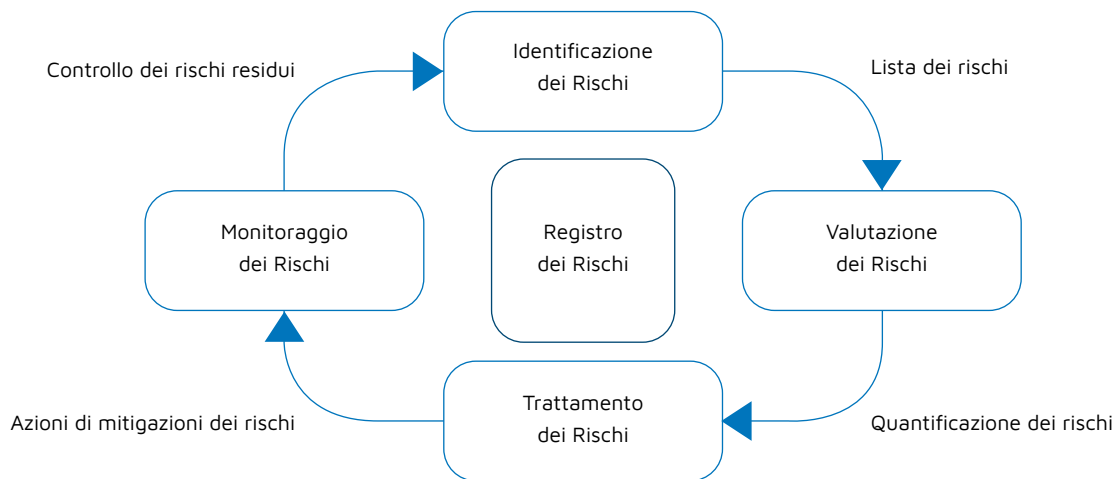 Identificazione
dei Rischi
Controllo dei rischi residui
Lista dei rischi
Monitoraggio
dei Rischi
Registro
dei Rischi
Valutazione
dei Rischi
Trattamento
dei Rischi
Azioni di mitigazioni dei rischi
Quantificazione dei rischi